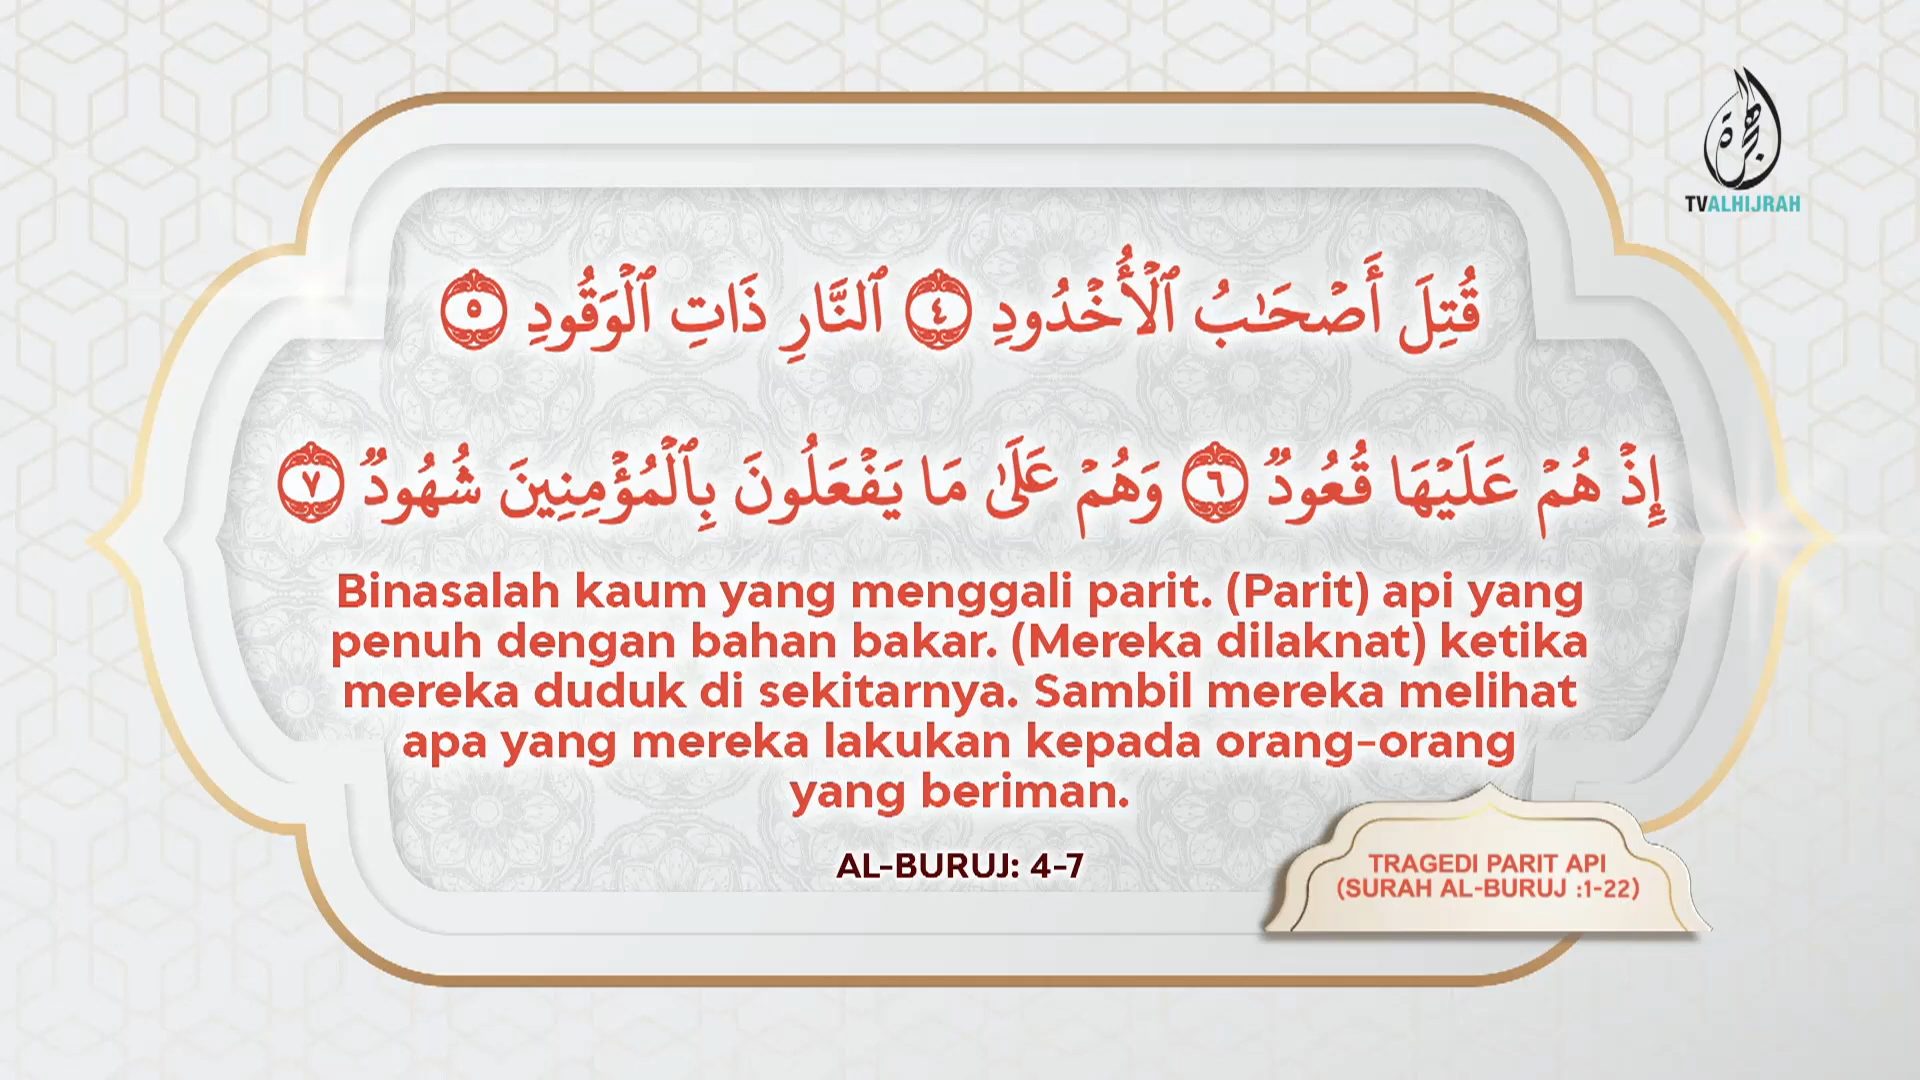 الهجرة
TVALHIJRAH
قُتِلَ أَصْحَٰبُ ٱلْأُخْدُودِ ٤ ٱلنَّارِ ذَاتِ ٱلْوَقُودِ ٥
إِذْ هُمْ عَلَيْهَا قُعُودٌ ٦ وَهُمْ عَلَىٰ مَا يَفْعَلُونَ بِٱلْمُؤْمِنِينَ شُهُودٌ ٧
Binasalah kaum yang menggali parit. (Parit) api yang
penuh dengan bahan bakar. (Mereka dilaknat) ketika
mereka duduk di sekitarnya. Sambil mereka melihat
apa yang mereka lakukan kepada orang-orang
yang beriman.
AL-BURUJ: 4-7
TRAGEDI PARIT API
(SURAH AL-BURUJ :1-22)